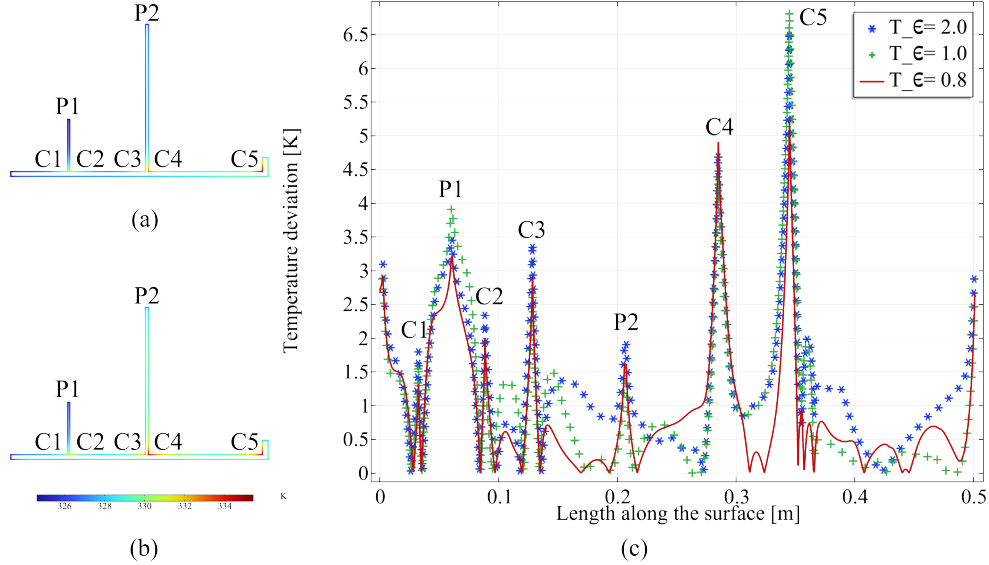 P2
P1
C1 C2 C3 C4 C5
(a)
P2
P1
C1 C2 C3 C4 C5
K
326 328 330 332 334
(b)
Temperature deviation [K]
6.5
6
5.5
5
4.5
4
3.5
3
2.5
2
1.5
1
0.5
0
C5
T_ϵ= 2.0
T_ϵ= 1.0
T_ϵ= 0.8
C4
P1
C3
C2
C1
P2
0 0.1 0.2 0.3 0.4 0.5
Length along the surface [m]
(c)